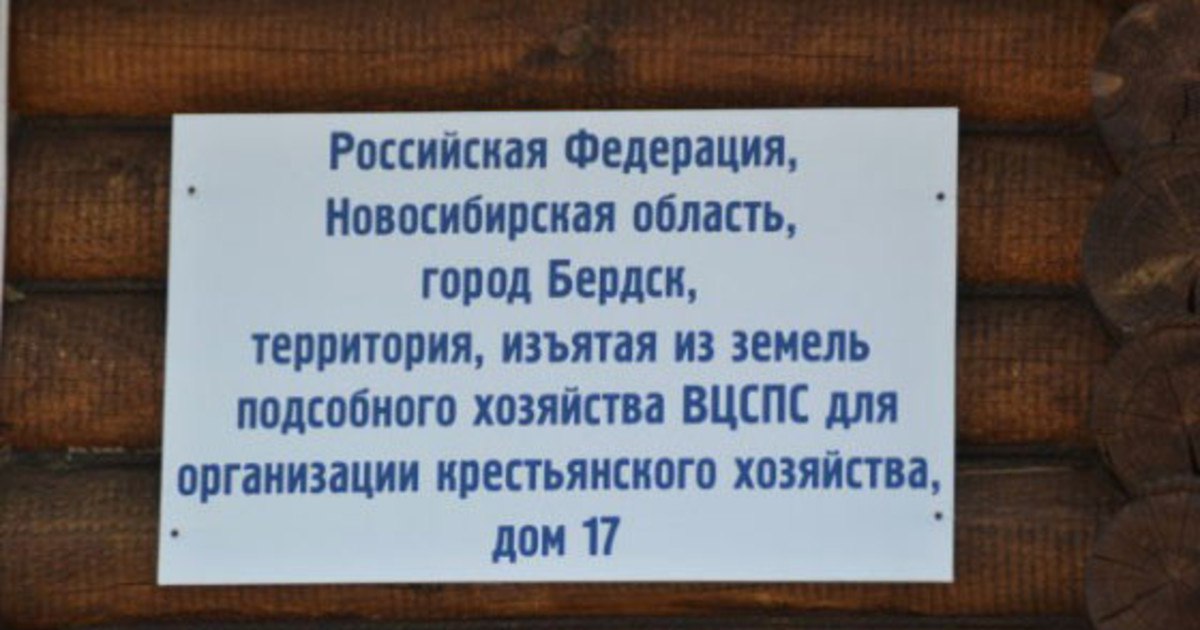 Российская Федерация,
Новосибирская область,
город Бердск,
территория, изъятая из земель
подсобного хозяйства ВЦСПС для
организации крестьянского хозяйства,
дом 17